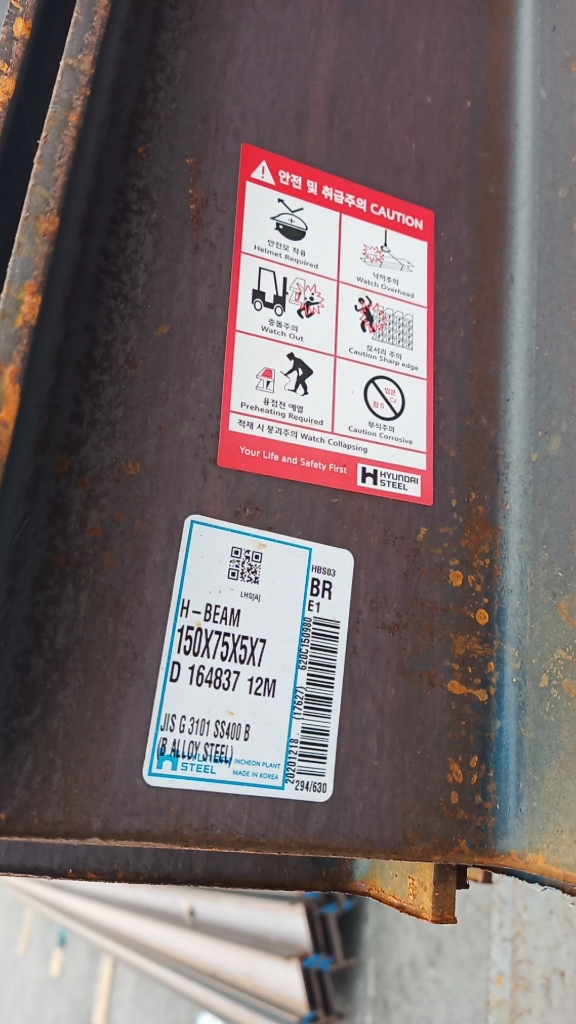 안전 및 취급주의 CAUTION
안전모 착용
Helmet Required
낙하주의
Watch Overhead
충돌주의
Watch Out
모서리 주의
Caution Sharp edge
용접전 예열
Preheating Required
부식주의
Caution Corrosive
적재 시 붕괴주의 Watch Collapsing
Your Life and Safety First
HYUNDAI
STEEL
HBS03
BR
E1
LHS[A]
H-BEAM
150X75X5X7
D 164837 12M
JIS G 3101 SS400 B
(B ALLOY STEEL)
STEEL
INCHEON PLANT
MADE IN KOREA
20201218 . (17627) 620C150980
294/630